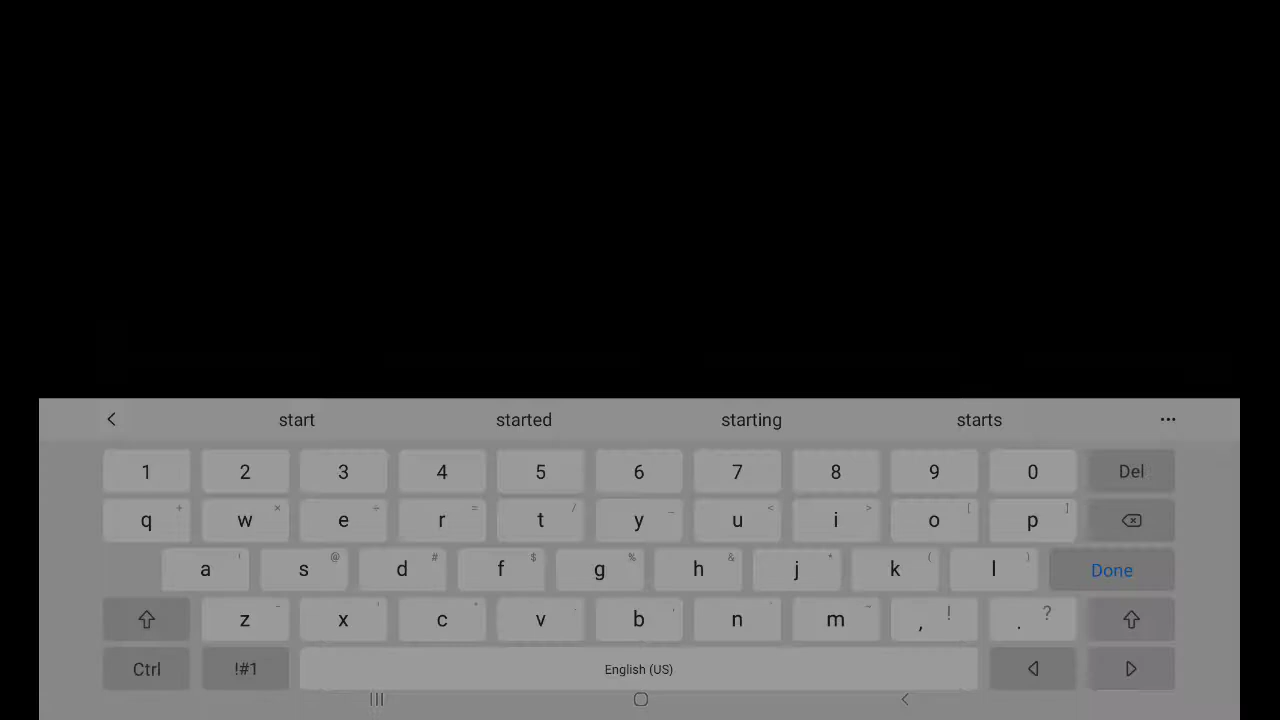 start started starting starts ...
1 2 3 4 5 6 7 8 9 0 Del
q + w × e ÷ r = t / y _ u < i > o [ p ]
a s @ d # f $ g % h & j * k ( l ) Done
z x c v b n m , ! . ?
Ctrl !#1 English (US)